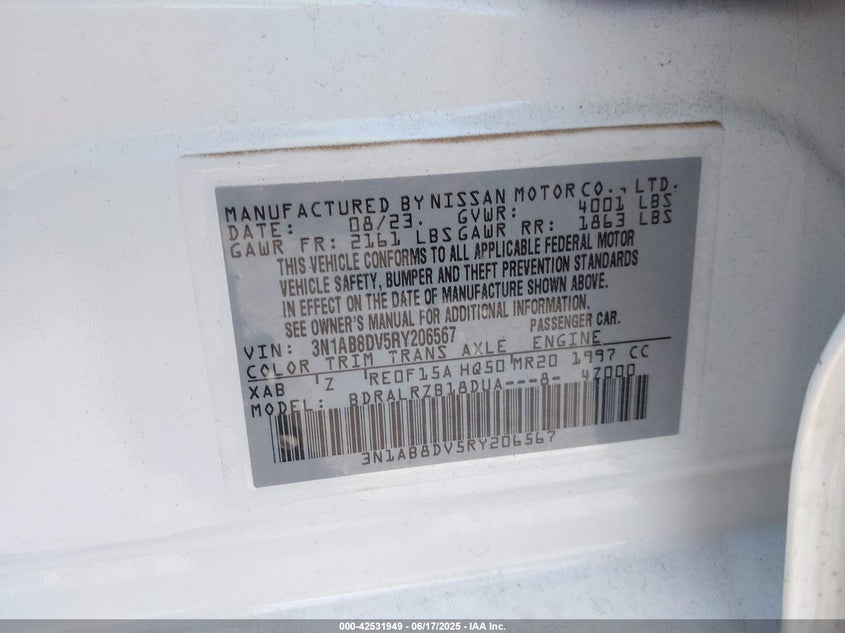 MANUFACTURED BY NISSAN MOTOR CO., LTD.
DATE: 08/23. GVWR: 4001 LBS
GAWR FR: 2161 LBS GAWR RR: 1863 LBS
THIS VEHICLE CONFORMS TO ALL APPLICABLE FEDERAL MOTOR
VEHICLE SAFETY, BUMPER AND THEFT PREVENTION STANDARDS
IN EFFECT ON THE DATE OF MANUFACTURE SHOWN ABOVE.
SEE OWNER'S MANUAL FOR ADDITIONAL INFORMATION.
VIN: 3N1AB8DV5RY206567 PASSENGER CAR.
COLOR TRIM TRANS AXLE ENGINE
XAB Z RE0F15A HQ50 MR20 1997 CC
MODEL: BDRALRZB18DUA---8- 4Z000
3N1AB8DV5RY206567
000-42531949 - 06/17/2025 - IAA Inc.